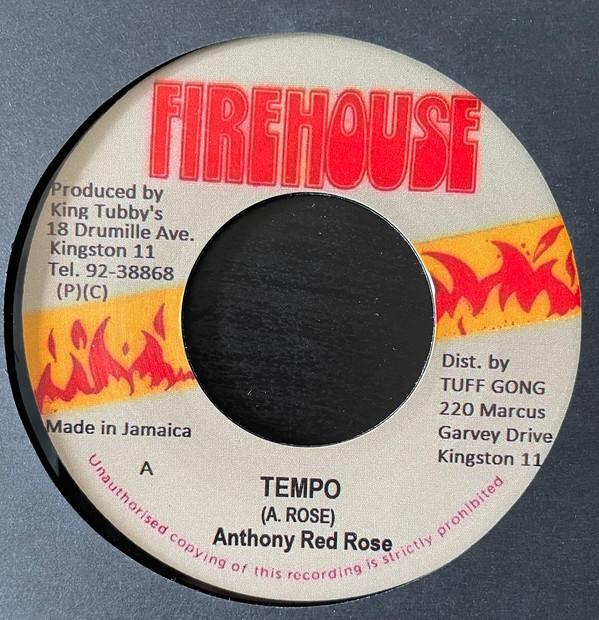 FIREHOUSE
Produced by
King Tubby's
18 Drumille Ave.
Kingston 11
Tel. 92-38868
(P)(C)
Dist. by
TUFF GONG
220 Marcus
Garvey Drive
Kingston 11
Made in Jamaica
A
TEMPO
(A. ROSE)
Anthony Red Rose
Unauthorised copying of this recording is strictly prohibited